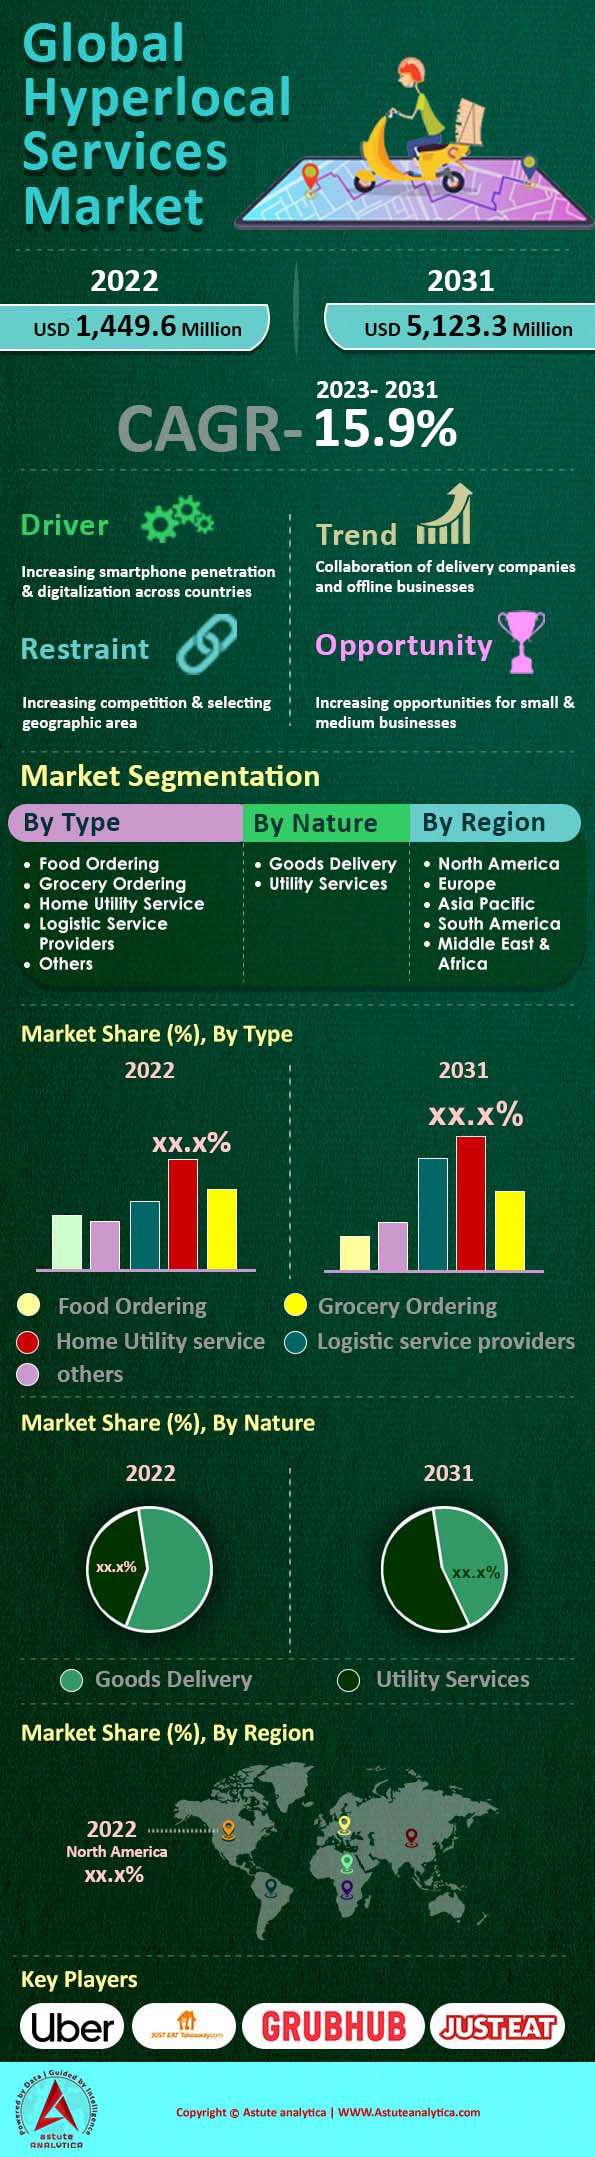 Global
Hyperlocal
Services
Market
2022
USD 1,449.6 Million
2031
USD 5,123.3 Million
CAGR-
2023- 2031
15.9%
Driver
Increasing smartphone penetration
& digitalization across countries
Trend
Collaboration of delivery companies
and offline businesses
Restraint
Increasing competition & selecting
geographic area
Opportunity
Increasing opportunities for small &
medium businesses
Market Segmentation
By Type
• Food Ordering
• Grocery Ordering
• Home Utility Service
• Logistic Service
Providers
• Others
By Nature
• Goods Delivery
• Utility Services
By Region
• North America
• Europe
• Asia Pacific
• South America
• Middle East &
Africa
Market Share (%), By Type
2022
xx.x%
2031
xx.x%
Food Ordering
Grocery Ordering
Home Utility service
Logistic service providers
others
Market Share (%), By Nature
2022
xx.x%
2031
xx.x%
Goods Delivery
Utility Services
Market Share (%), By Region
2022
North America
xx.x%
Key Players
Uber
JUST EAT Takeaway.com
GRUBHUB
JUST EAT
Powered by Data | Guided by Intelligence
astute
ANALYTICA
Copyright © Astute analytica | WWW.Astuteanalytica.com